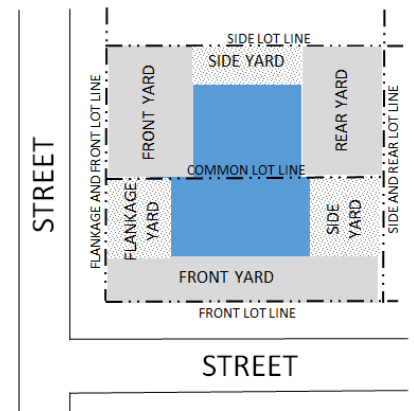 SIDE LOT LINE
SIDE YARD
FRONT YARD
REAR YARD
STREET
FLANKAGE AND FRONT LOT LINE
SIDE AND REAR LOT LINE
COMMON LOT LINE
FLANKAGE
YARD
SIDE
YARD
FRONT YARD
FRONT LOT LINE
STREET